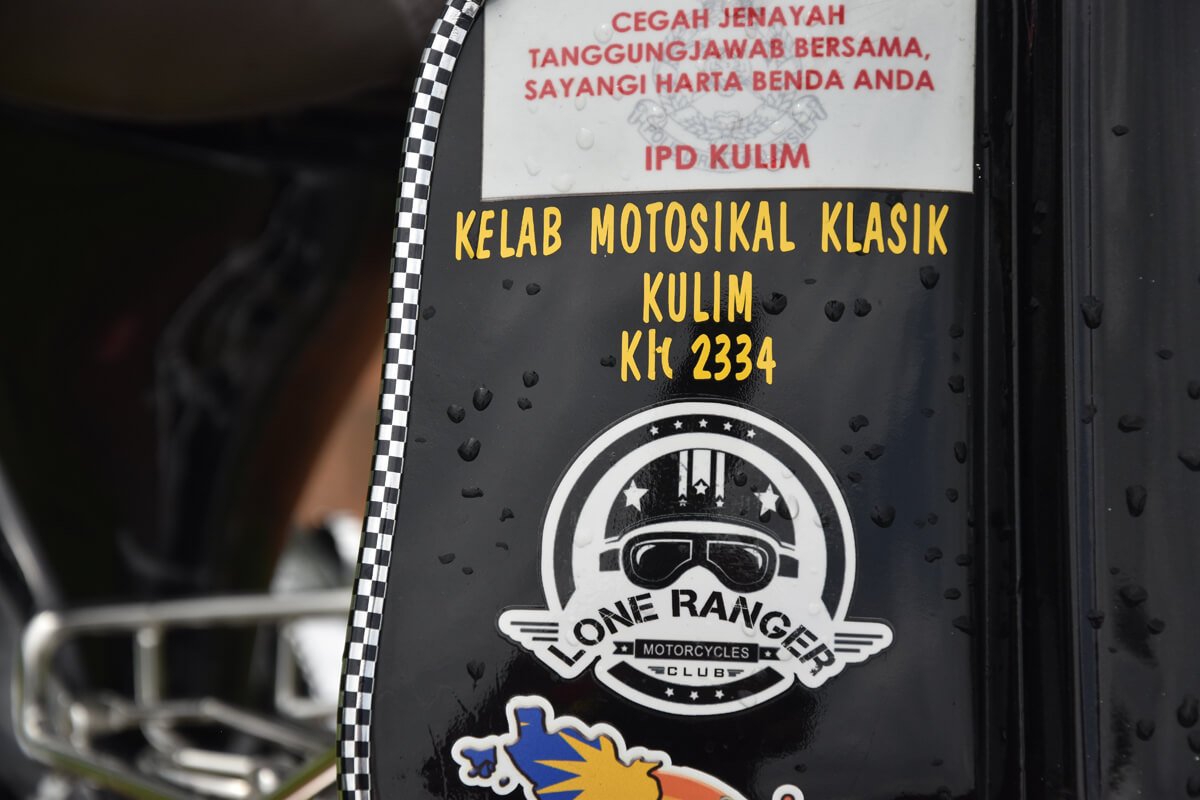 CEGAH JENAYAH
TANGGUNGJAWAB BERSAMA,
SAYANGI HARTA BENDA ANDA
IPD KULIM
KELAB MOTOSIKAL KLASIK
KULIM
2334
LONE RANGER
MOTORCYCLES
CLUB